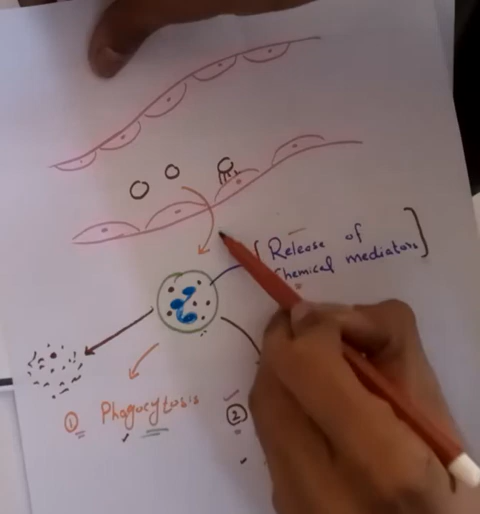 [ Release of
chemical mediators ]
① Phagocytosis
②